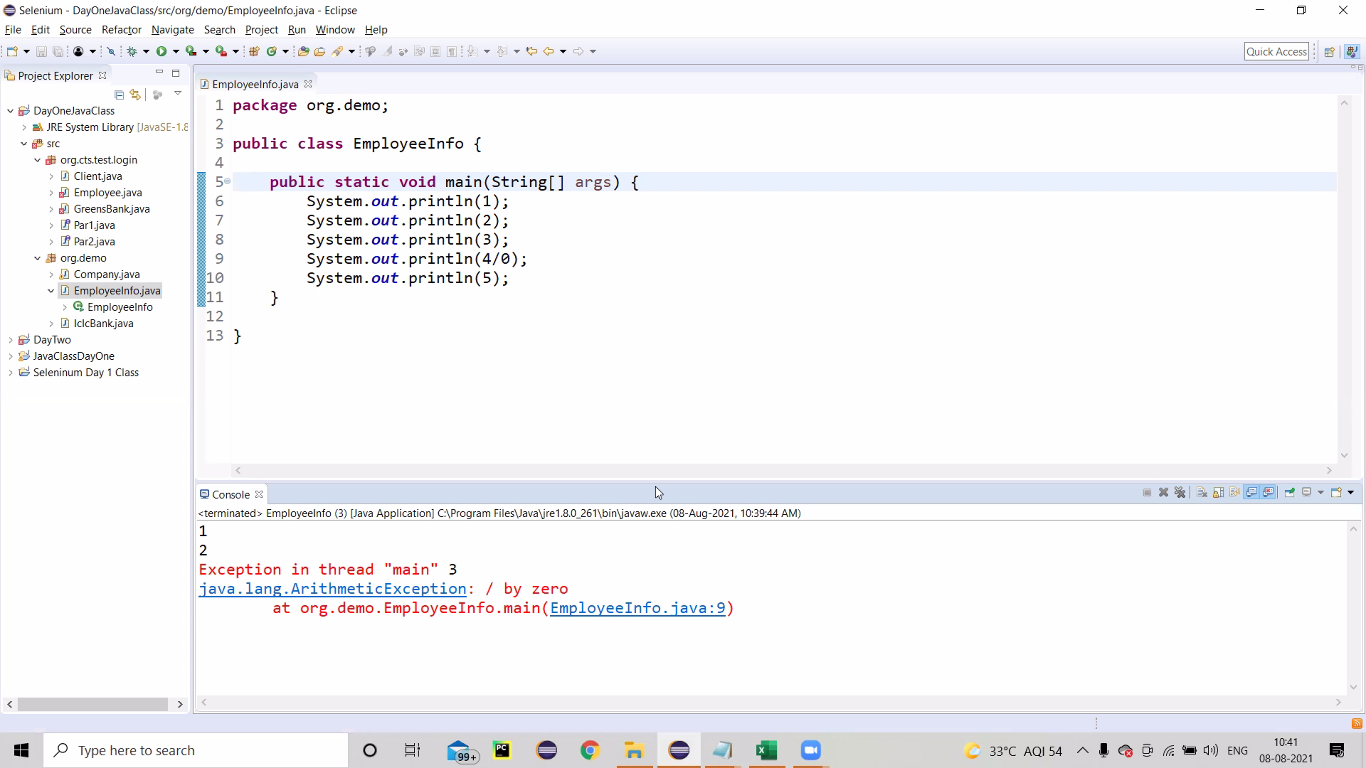 Selenium - DayOneJavaClass/src/org/demo/EmployeeInfo.java - Eclipse
File Edit Source Refactor Navigate Search Project Run Window Help
Quick Access
Project Explorer
EmployeeInfo.java
DayOneJavaClass
JRE System Library [JavaSE-1.8
src
org.cts.test.login
Client.java
Employee.java
GreensBank.java
Par1.java
Par2.java
org.demo
Company.java
EmployeeInfo.java
EmployeeInfo
IcIcBank.java
DayTwo
JavaClassDayOne
Seleninum Day 1 Class
1 package org.demo;
2
3 public class EmployeeInfo {
4
5 public static void main(String[] args) {
6 System.out.println(1);
7 System.out.println(2);
8 System.out.println(3);
9 System.out.println(4/0);
10 System.out.println(5);
11 }
12
13 }
Console
<terminated> EmployeeInfo (3) [Java Application] C:\Program Files\Java\jre1.8.0_261\bin\javaw.exe (08-Aug-2021, 10:39:44 AM)
1
2
Exception in thread "main" 3
java.lang.ArithmeticException: / by zero
at org.demo.EmployeeInfo.main(EmployeeInfo.java:9)
Type here to search
99+
PC
33°C AQI 54
ENG
10:41
08-08-2021